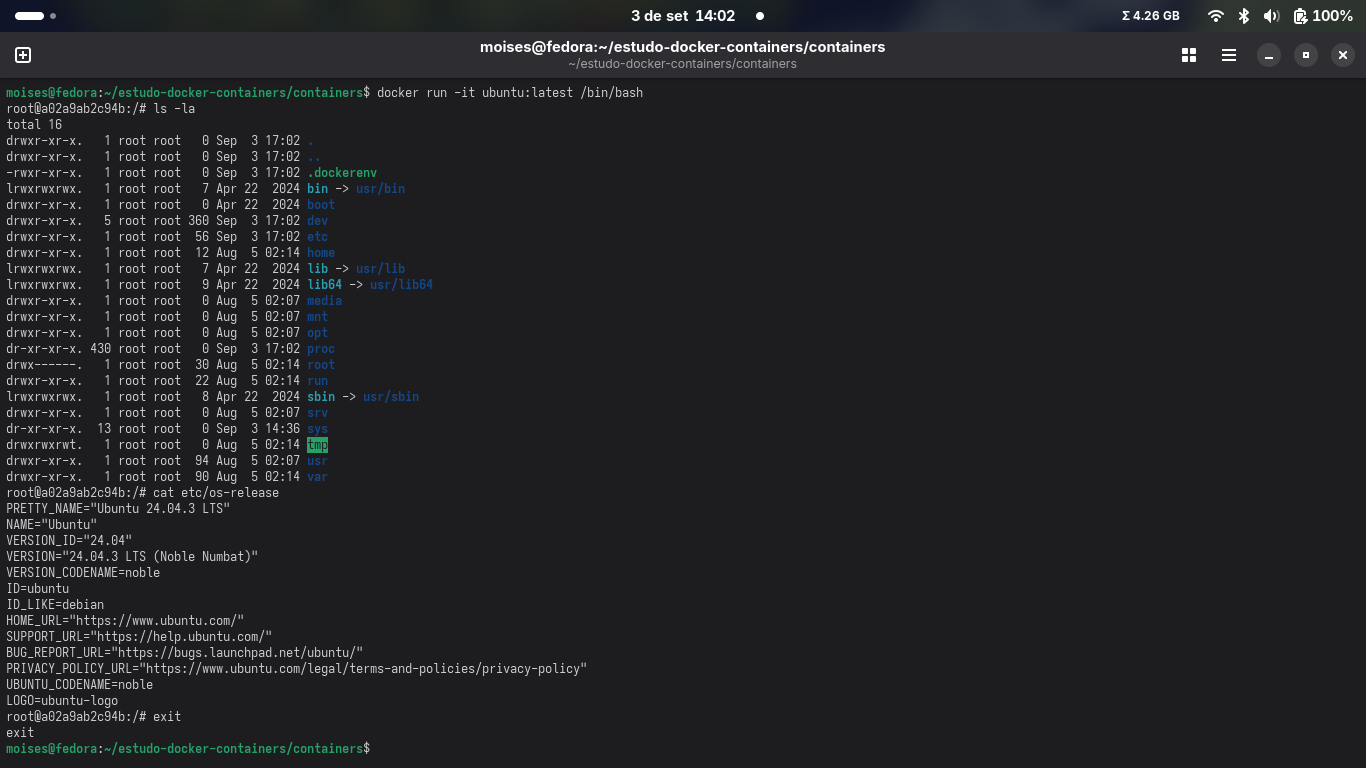 3 de set 14:02
Σ 4.26 GB
100%
moises@fedora:~/estudo-docker-containers/containers
~/estudo-docker-containers/containers
moises@fedora:~/estudo-docker-containers/containers$ docker run -it ubuntu:latest /bin/bash
root@a02a9ab2c94b:/# ls -la
total 16
drwxr-xr-x.   1 root root   0 Sep  3 17:02 .
drwxr-xr-x.   1 root root   0 Sep  3 17:02 ..
-rwxr-xr-x.   1 root root   0 Sep  3 17:02 .dockerenv
lrwxrwxrwx.   1 root root   7 Apr 22  2024 bin -> usr/bin
drwxr-xr-x.   1 root root   0 Apr 22  2024 boot
drwxr-xr-x.   5 root root 360 Sep  3 17:02 dev
drwxr-xr-x.   1 root root  56 Sep  3 17:02 etc
drwxr-xr-x.   1 root root  12 Aug  5 02:14 home
lrwxrwxrwx.   1 root root   7 Apr 22  2024 lib -> usr/lib
lrwxrwxrwx.   1 root root   9 Apr 22  2024 lib64 -> usr/lib64
drwxr-xr-x.   1 root root   0 Aug  5 02:07 media
drwxr-xr-x.   1 root root   0 Aug  5 02:07 mnt
drwxr-xr-x.   1 root root   0 Aug  5 02:07 opt
dr-xr-xr-x. 430 root root   0 Sep  3 17:02 proc
drwx------.   1 root root  30 Aug  5 02:14 root
drwxr-xr-x.   1 root root  22 Aug  5 02:14 run
lrwxrwxrwx.   1 root root   8 Apr 22  2024 sbin -> usr/sbin
drwxr-xr-x.   1 root root   0 Aug  5 02:07 srv
dr-xr-xr-x.  13 root root   0 Sep  3 14:36 sys
drwxrwxrwt.   1 root root   0 Aug  5 02:14 tmp
drwxr-xr-x.   1 root root  94 Aug  5 02:07 usr
drwxr-xr-x.   1 root root  90 Aug  5 02:14 var
root@a02a9ab2c94b:/# cat etc/os-release
PRETTY_NAME="Ubuntu 24.04.3 LTS"
NAME="Ubuntu"
VERSION_ID="24.04"
VERSION="24.04.3 LTS (Noble Numbat)"
VERSION_CODENAME=noble
ID=ubuntu
ID_LIKE=debian
HOME_URL="https://www.ubuntu.com/"
SUPPORT_URL="https://help.ubuntu.com/"
BUG_REPORT_URL="https://bugs.launchpad.net/ubuntu/"
PRIVACY_POLICY_URL="https://www.ubuntu.com/legal/terms-and-policies/privacy-policy"
UBUNTU_CODENAME=noble
LOGO=ubuntu-logo
root@a02a9ab2c94b:/# exit
exit
moises@fedora:~/estudo-docker-containers/containers$